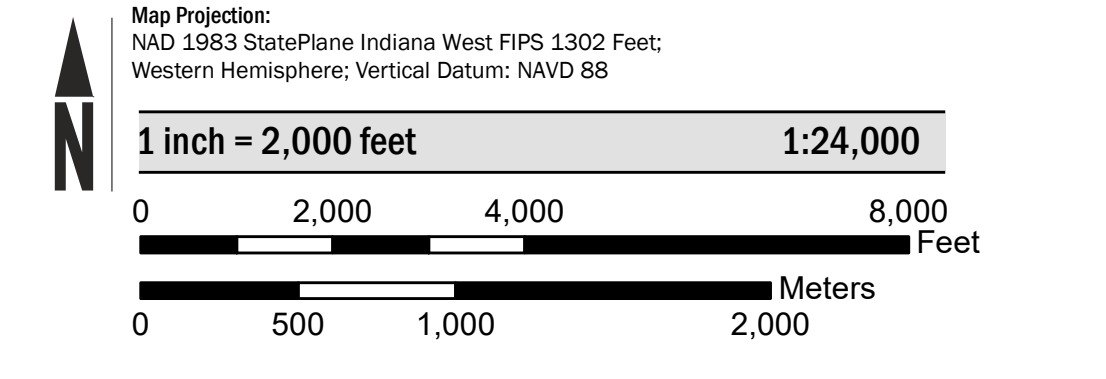 Map Projection:
NAD 1983 StatePlane Indiana West FIPS 1302 Feet;
Western Hemisphere; Vertical Datum: NAVD 88
N
1 inch = 2,000 feet 1:24,000
0 2,000 4,000 8,000
Feet
Meters
0 500 1,000 2,000